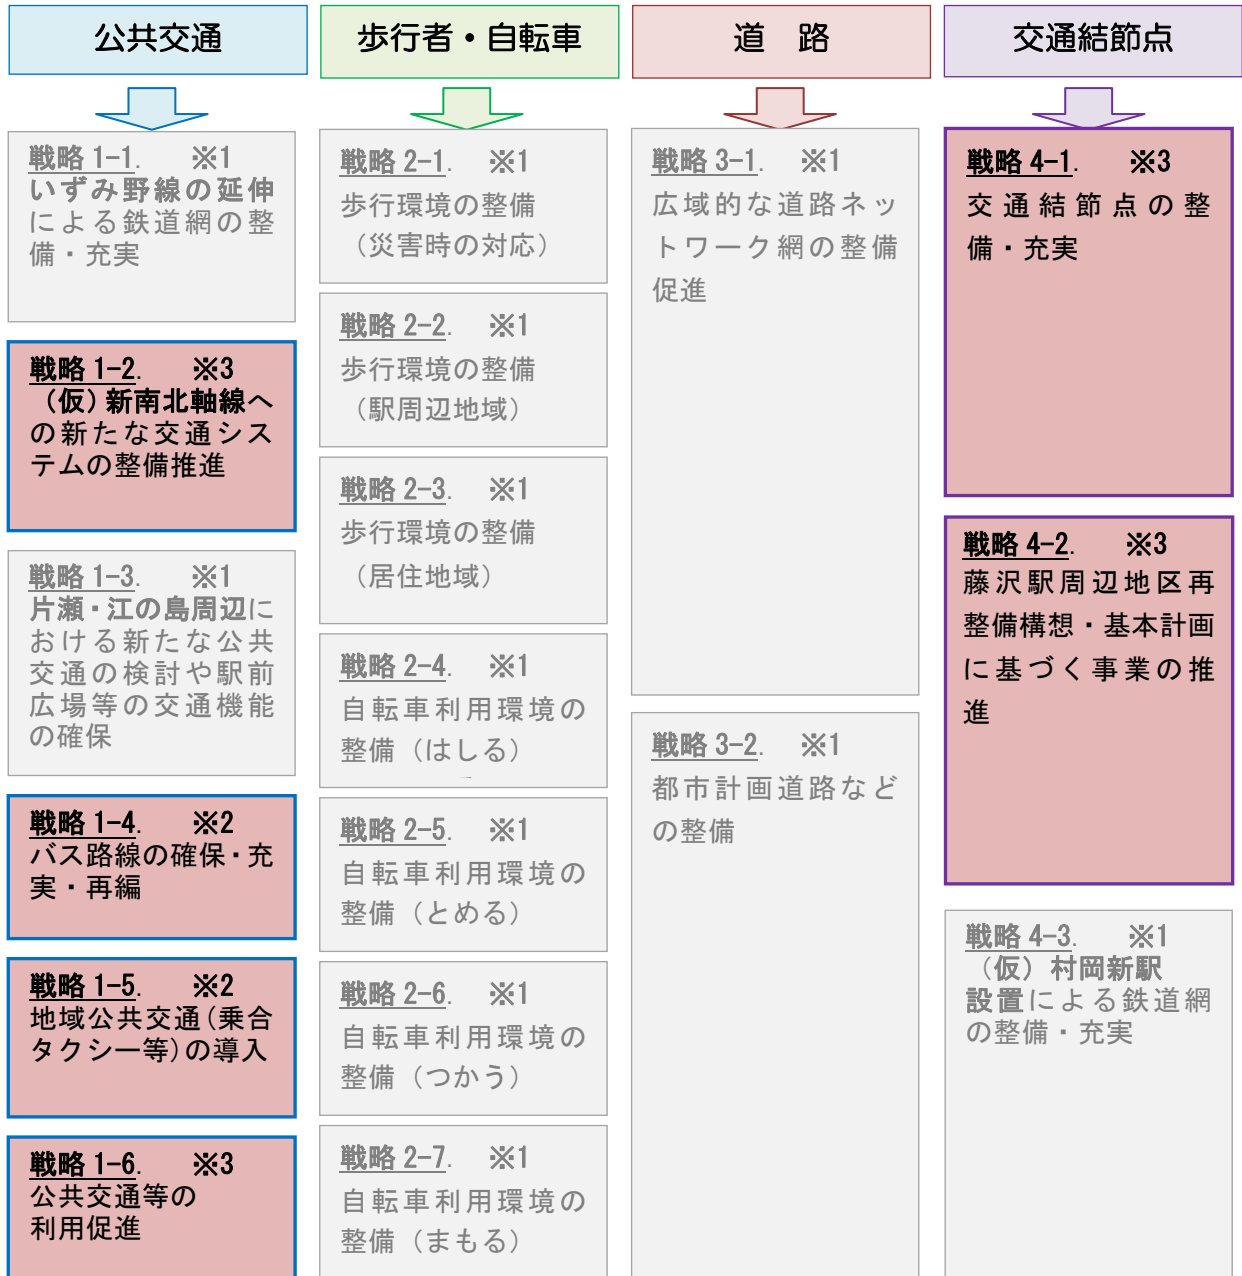 公共交通
戦略 1-1.　※1
いずみ野線の延伸
による鉄道網の整
備・充実
戦略 1-2.　※3
（仮）新南北軸線へ
の新たな交通シス
テムの整備推進
戦略 1-3.　※1
片瀬・江の島周辺に
おける新たな公共
交通の検討や駅前
広場等の交通機能
の確保
戦略 1-4.　※2
バス路線の確保・充
実・再編
戦略 1-5.　※2
地域公共交通（乗合
タクシー等）の導入
戦略 1-6.　※3
公共交通等の
利用促進
歩行者・自転車
戦略 2-1.　※1
歩行環境の整備
（災害時の対応）
戦略 2-2.　※1
歩行環境の整備
（駅周辺地域）
戦略 2-3.　※1
歩行環境の整備
（居住地域）
戦略 2-4.　※1
自転車利用環境の
整備（はしる）
戦略 2-5.　※1
自転車利用環境の
整備（とめる）
戦略 2-6.　※1
自転車利用環境の
整備（つかう）
戦略 2-7.　※1
自転車利用環境の
整備（まもる）
道　路
戦略 3-1.　※1
広域的な道路ネッ
トワーク網の整備
促進
戦略 3-2.　※1
都市計画道路など
の整備
交通結節点
戦略 4-1.　※3
交通結節点の整
備・充実
戦略 4-2.　※3
藤沢駅周辺地区再
整備構想・基本計画
に基づく事業の推
進
戦略 4-3.　※1
（仮）村岡新駅
設置による鉄道網
の整備・充実